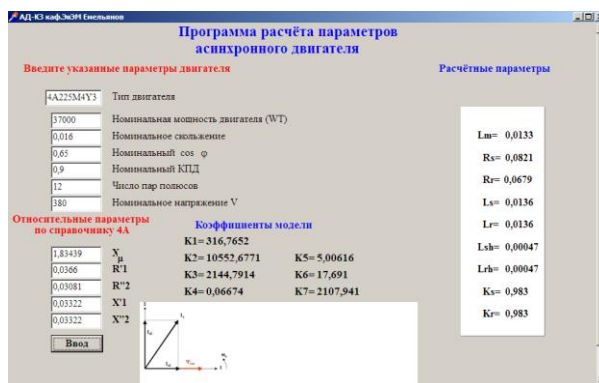 АД-КЗ каф.ЭиЭМ Емельянов
Программа расчёта параметров
асинхронного двигателя
Введите указанные параметры двигателя
Расчётные параметры
4А225М4У3 Тип двигателя
37000 Номинальная мощность двигателя (WT)
0,016 Номинальное скольжение
0,65 Номинальный cos φ
0,9 Номинальный КПД
12 Число пар полюсов
380 Номинальное напряжение V
Lm= 0,0133
Rs= 0,0821
Rr= 0,0679
Ls= 0,0136
Lr= 0,0136
Lsh= 0,00047
Lrh= 0,00047
Ks= 0,983
Kr= 0,983
Относительные параметры
по справочнику 4А
1,83439 Xμ
0,0366 R'1
0,03081 R"2
0,03322 X'1
0,03322 X"2
Ввод
Коэффициенты модели
K1= 316,7652
K2= 10552,6771 K5= 5,00616
K3= 2144,7914 K6= 17,691
K4= 0,06674 K7= 2107,941